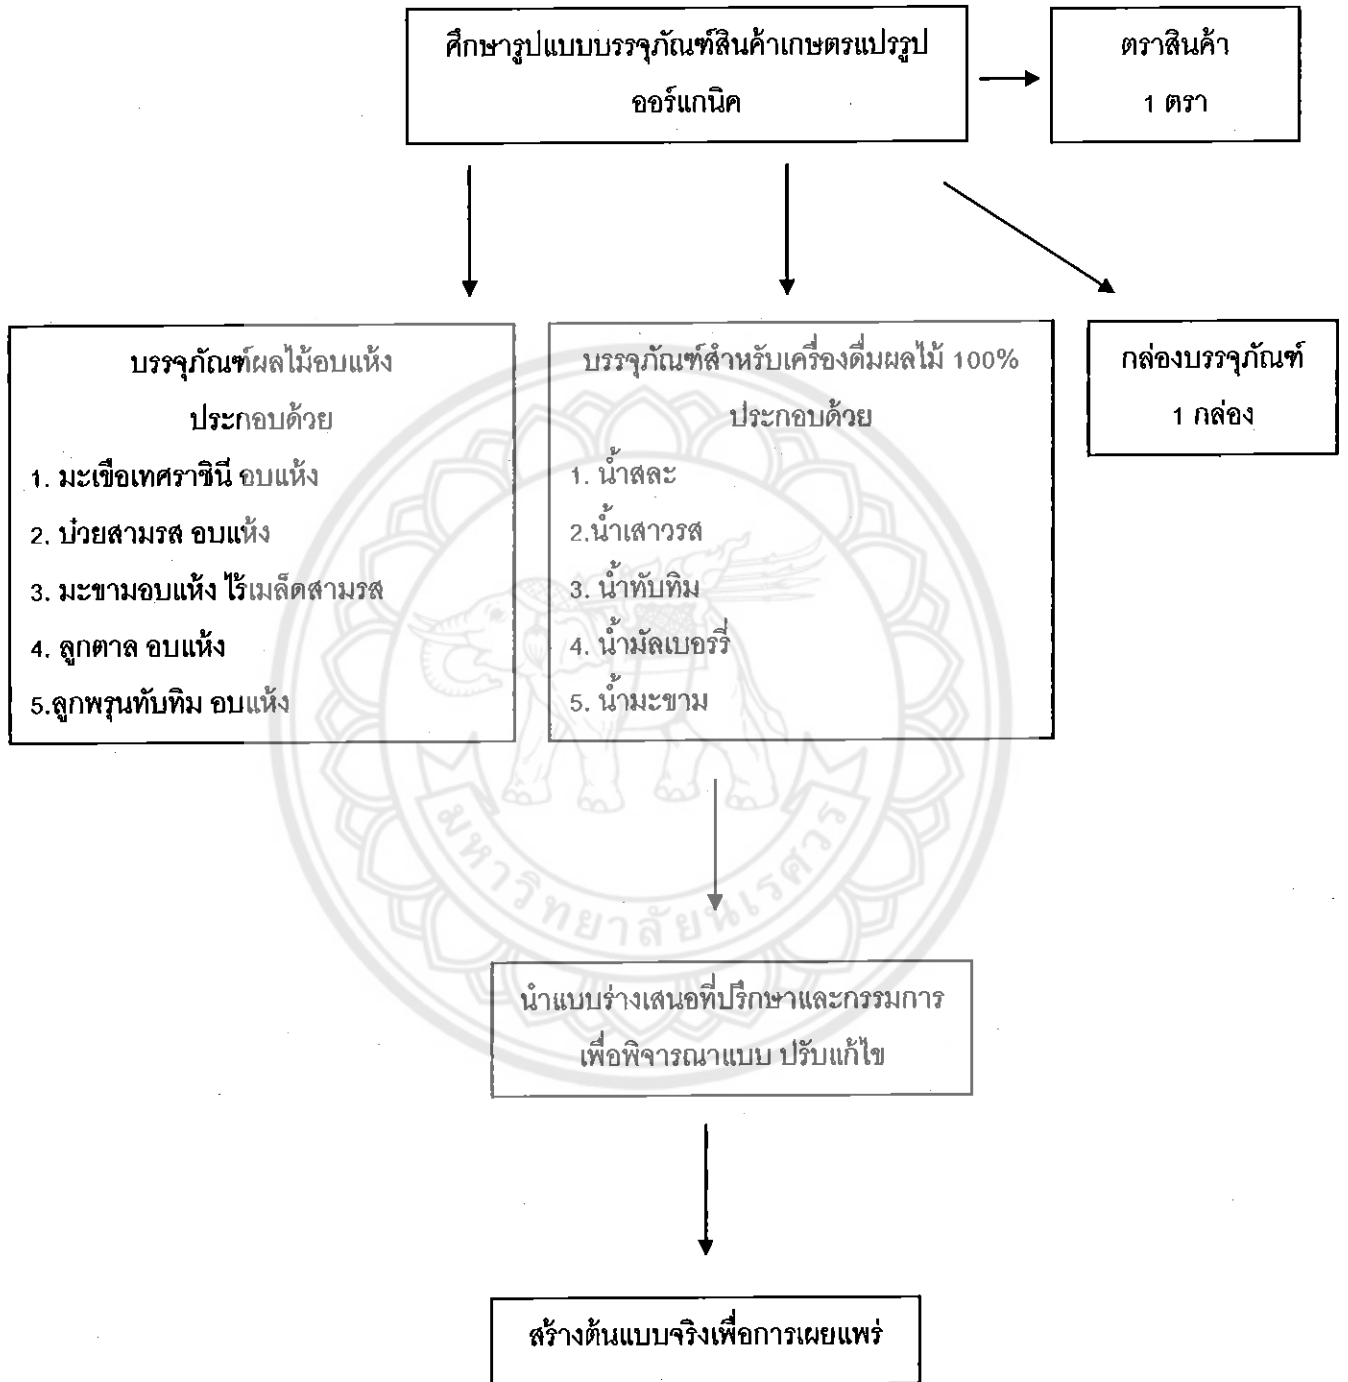 ศึกษารูปแบบบรรจุภัณฑ์สินค้าเกษตรแปรรูป
ออร์แกนิค
ตราสินค้า
1 ตรา
บรรจุภัณฑ์ผลไม้อบแห้ง
ประกอบด้วย
1. มะเขือเทศราชินี อบแห้ง
2. บ๋วยสามรส อบแห้ง
3. มะขามอบแห้ง ไร้เมล็ดสามรส
4. ลูกตาล อบแห้ง
5.ลูกพรุนทับทิม อบแห้ง
บรรจุภัณฑ์สำหรับเครื่องดื่มผลไม้ 100%
ประกอบด้วย
1. น้ำสละ
2.น้ำเสาวรส
3. น้ำทับทิม
4. น้ำมัลเบอรรี่
5. น้ำมะขาม
กล่องบรรจุภัณฑ์
1 กล่อง
มหาวิทยาลัยนเรศวร
นำแบบร่างเสนอที่ปรึกษาและกรรมการ
เพื่อพิจารณาแบบ ปรับแก้ไข
สร้างต้นแบบจริงเพื่อการเผยแพร่